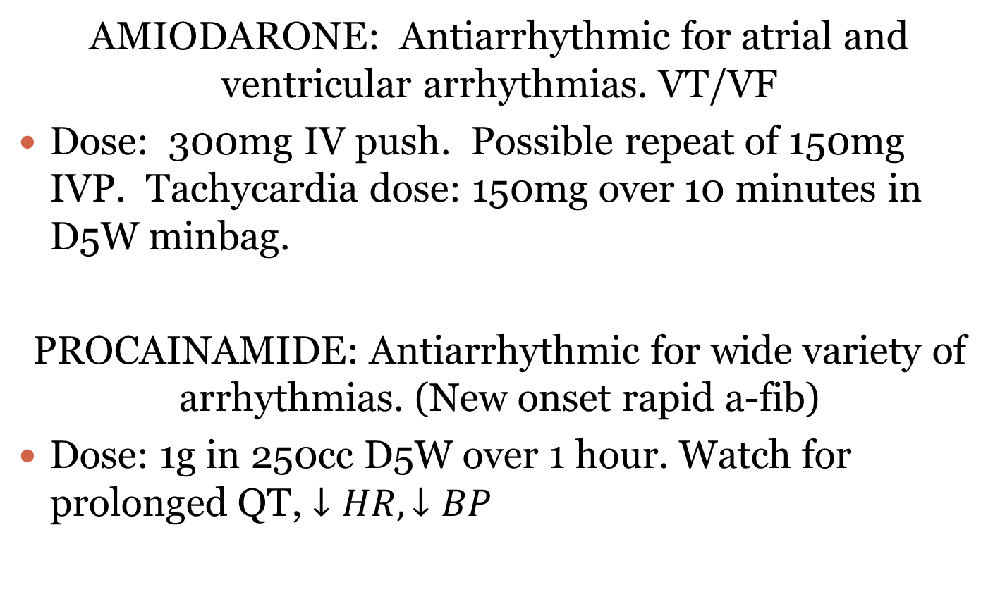 AMIODARONE:  Antiarrhythmic for atrial and
ventricular arrhythmias. VT/VF
• Dose:  300mg IV push.  Possible repeat of 150mg
IVP.  Tachycardia dose: 150mg over 10 minutes in
D5W minbag.
PROCAINAMIDE: Antiarrhythmic for wide variety of
arrhythmias. (New onset rapid a-fib)
• Dose: 1g in 250cc D5W over 1 hour. Watch for
prolonged QT, ↓ HR, ↓ BP